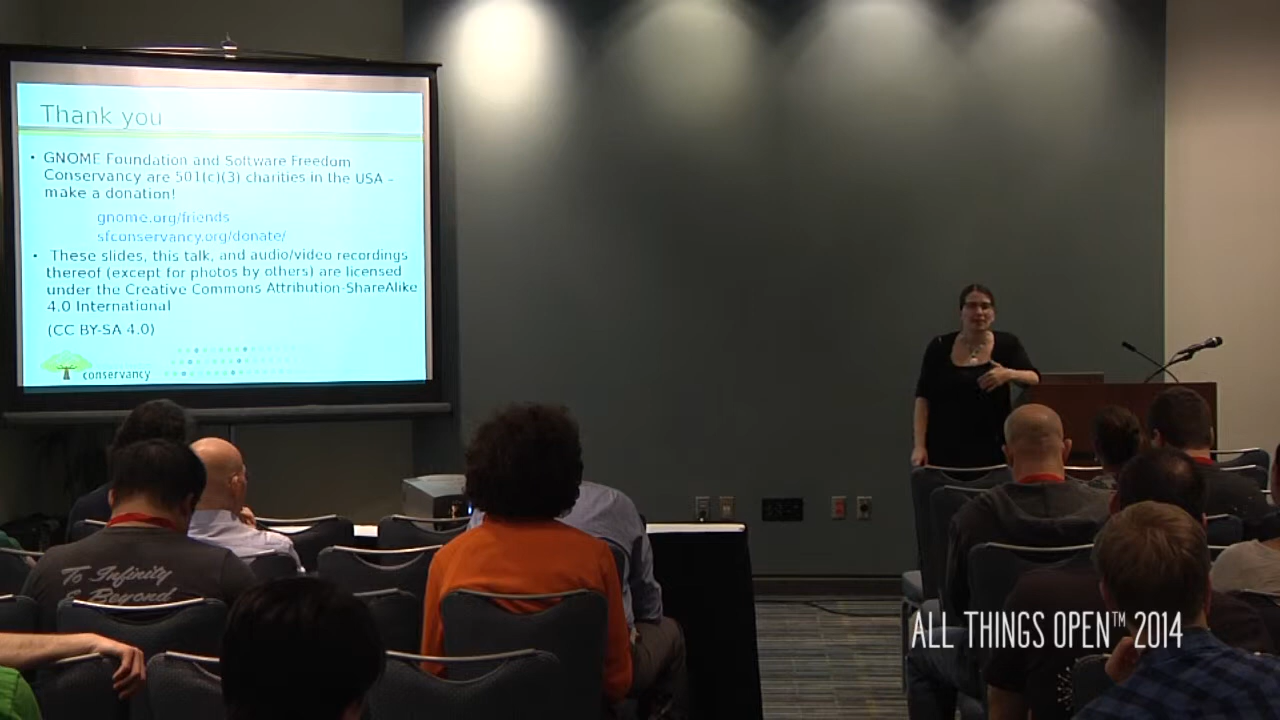 Thank you
• GNOME Foundation and Software Freedom
Conservancy are 501(c)(3) charities in the USA –
make a donation!
gnome.org/friends
sfconservancy.org/donate/
• These slides, this talk, and audio/video recordings
thereof (except for photos by others) are licensed
under the Creative Commons Attribution-ShareAlike
4.0 International
(CC BY-SA 4.0)
conservancy
To Infinity
& Beyond
ALL THINGS OPEN™ 2014